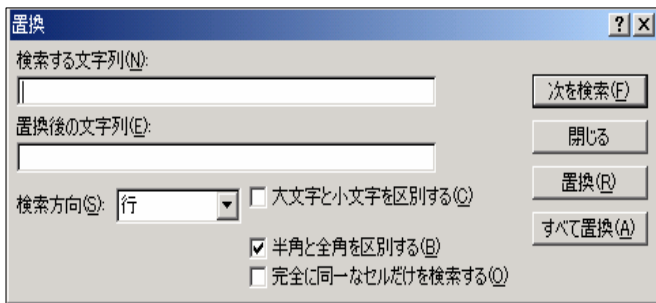 置換
検索する文字列(N):
次を検索(F)
置換後の文字列(E):
閉じる
検索方向(S): 行
大文字と小文字を区別する(C)
置換(R)
すべて置換(A)
半角と全角を区別する(B)
完全に同一なセルだけを検索する(O)